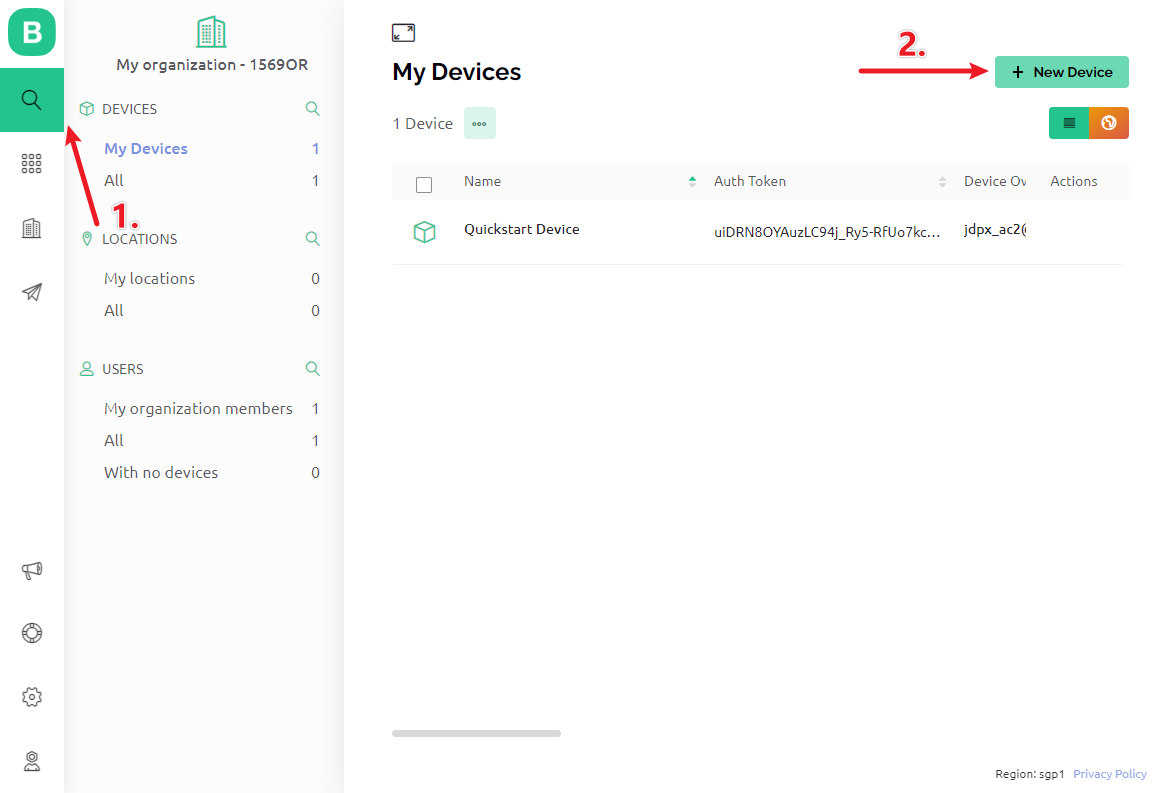 B
My organization - 1569OR
DEVICES
My Devices 1
All 1
1.
LOCATIONS
My locations 0
All 0
USERS
My organization members 1
All 1
With no devices 0
2.
My Devices
+ New Device
1 Device
Name Auth Token Device Ov Actions
Quickstart Device uiDRN8OYAuzLC94j_Ry5-RfUo7kc... jdpx_ac2(
Region: sgp1 Privacy Policy